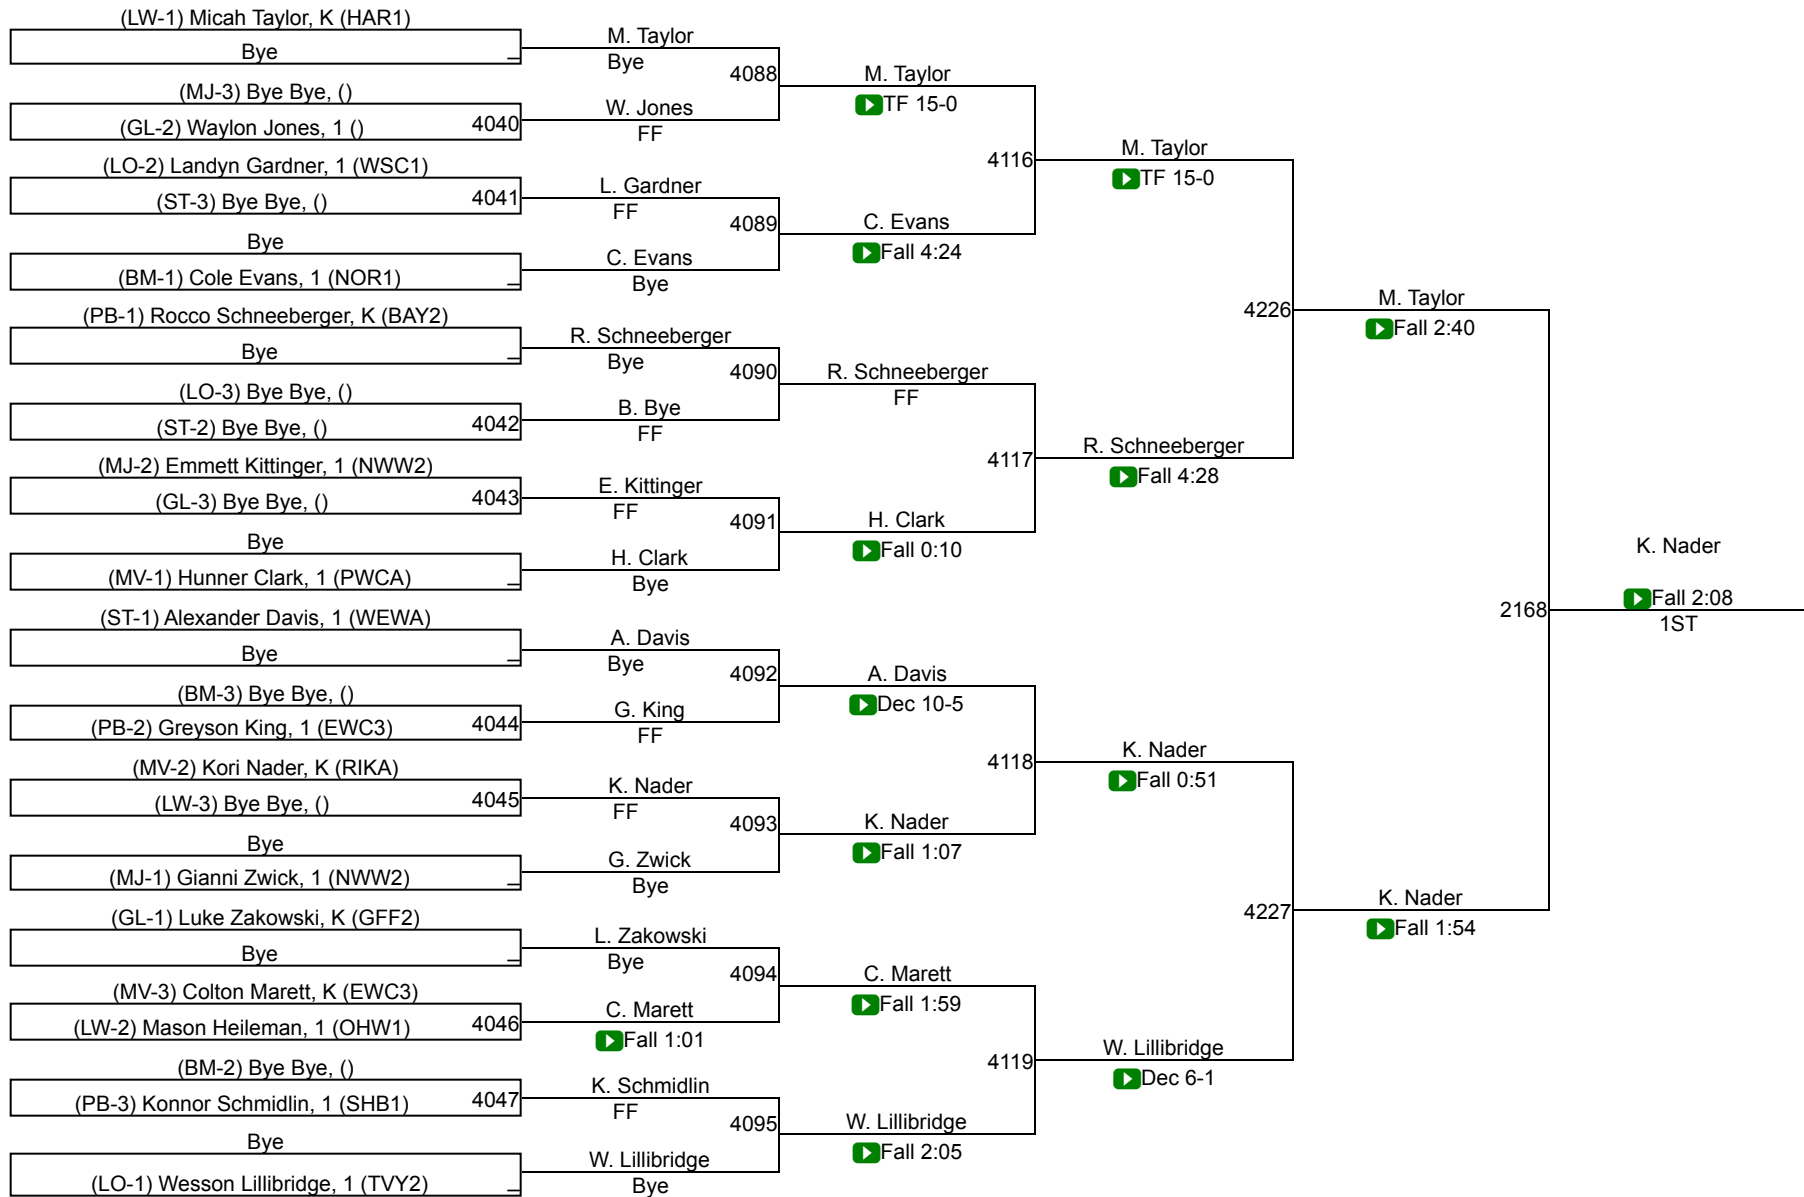 (LW-1) Micah Taylor, K (HAR1)
Bye
(MJ-3) Bye Bye, ()
(GL-2) Waylon Jones, 1 () 4040
(LO-2) Landyn Gardner, 1 (WSC1)
(ST-3) Bye Bye, () 4041
Bye
(BM-1) Cole Evans, 1 (NOR1)
(PB-1) Rocco Schneeberger, K (BAY2)
Bye
(LO-3) Bye Bye, ()
(ST-2) Bye Bye, () 4042
(MJ-2) Emmett Kittinger, 1 (NWW2)
(GL-3) Bye Bye, () 4043
Bye
(MV-1) Hunner Clark, 1 (PWCA)
(ST-1) Alexander Davis, 1 (WEWA)
Bye
(BM-3) Bye Bye, ()
(PB-2) Greyson King, 1 (EWC3) 4044
(MV-2) Kori Nader, K (RIKA)
(LW-3) Bye Bye, () 4045
Bye
(MJ-1) Gianni Zwick, 1 (NWW2)
(GL-1) Luke Zakowski, K (GFF2)
Bye
(MV-3) Colton Marett, K (EWC3)
(LW-2) Mason Heileman, 1 (OHW1) 4046
(BM-2) Bye Bye, ()
(PB-3) Konnor Schmidlin, 1 (SHB1) 4047
Bye
(LO-1) Wesson Lillibridge, 1 (TVY2)
M. Taylor
Bye
4088
W. Jones
FF
L. Gardner
FF
4089
C. Evans
Bye
R. Schneeberger
Bye
4090
B. Bye
FF
E. Kittinger
FF
4091
H. Clark
Bye
A. Davis
Bye
4092
G. King
FF
K. Nader
FF
4093
G. Zwick
Bye
L. Zakowski
Bye
4094
C. Marett
Fall 1:01
K. Schmidlin
FF
4095
W. Lillibridge
Bye
M. Taylor
TF 15-0
4116
C. Evans
Fall 4:24
R. Schneeberger
FF
4117
H. Clark
Fall 0:10
A. Davis
Dec 10-5
4118
K. Nader
Fall 1:07
C. Marett
Fall 1:59
4119
W. Lillibridge
Fall 2:05
M. Taylor
TF 15-0
4226
R. Schneeberger
Fall 4:28
K. Nader
Fall 0:51
4227
W. Lillibridge
Dec 6-1
M. Taylor
Fall 2:40
2168
K. Nader
Fall 1:54
K. Nader
Fall 2:08
1ST